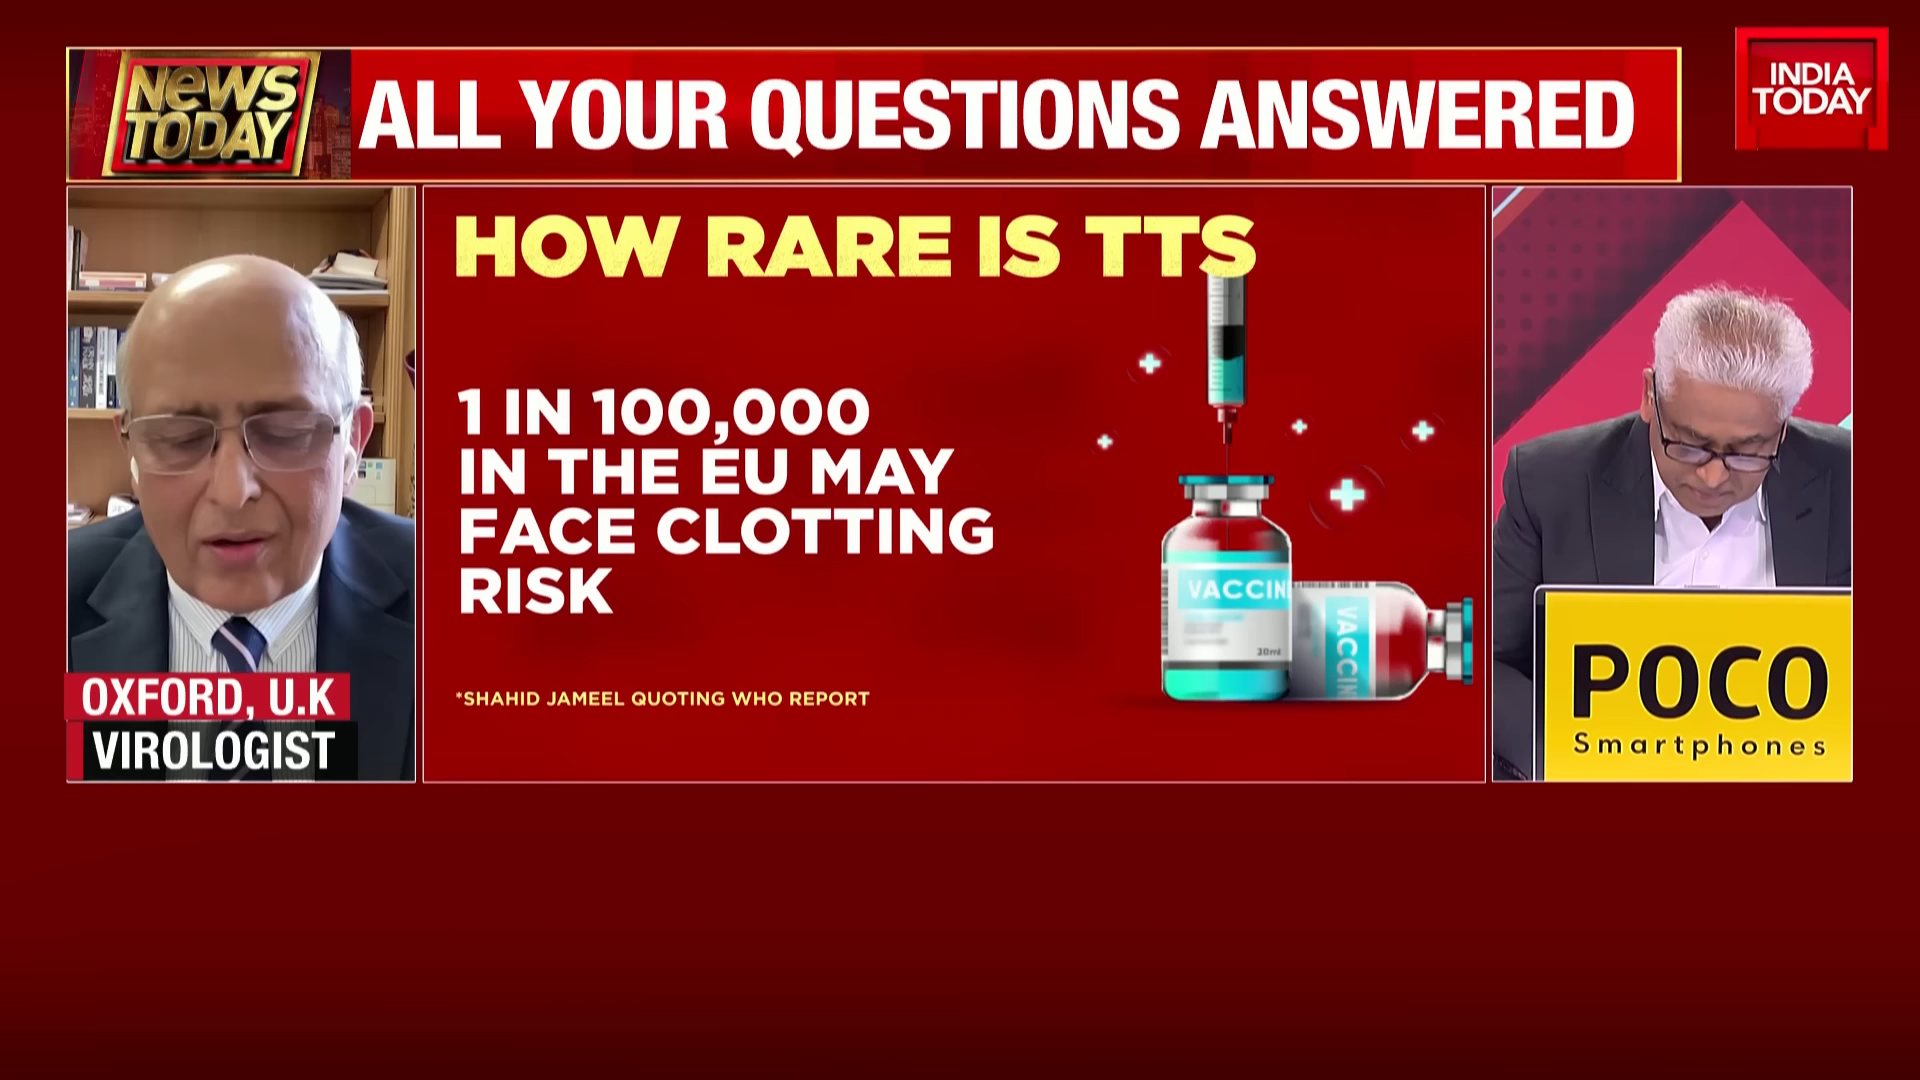 NEWS
TODAY
ALL YOUR QUESTIONS ANSWERED
INDIA
TODAY
HOW RARE IS TTS
1 IN 100,000
IN THE EU MAY
FACE CLOTTING
RISK
*SHAHID JAMEEL QUOTING WHO REPORT
VACCIN
30ml
VACCIN
OXFORD, U.K
VIROLOGIST
POCO
Smartphones